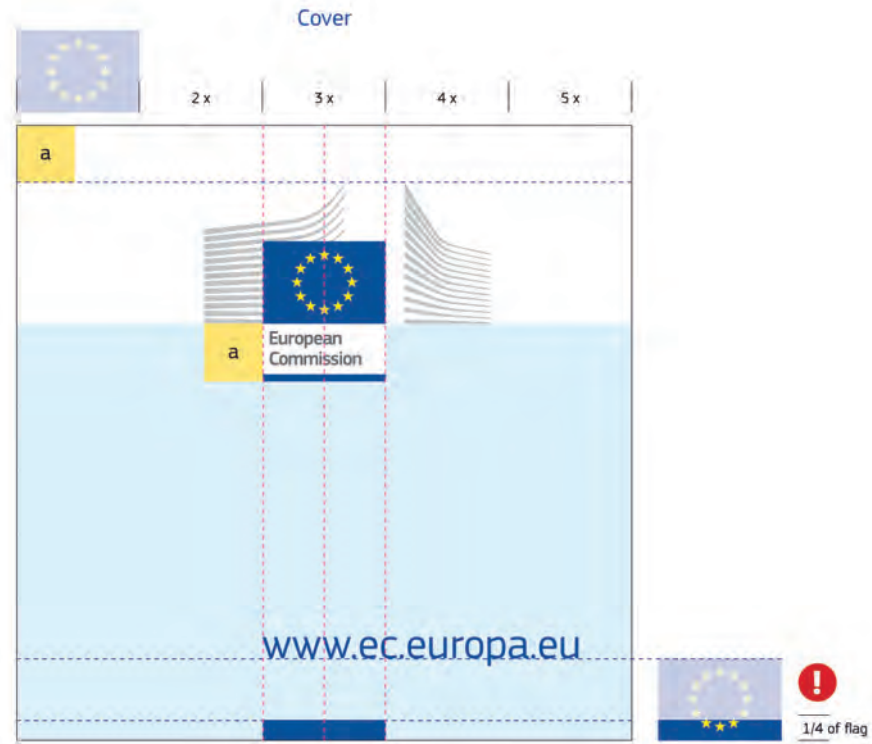 Cover
2 x 3 x 4 x 5 x
a
a
European
Commission
www.ec.europa.eu
!
1/4 of flag